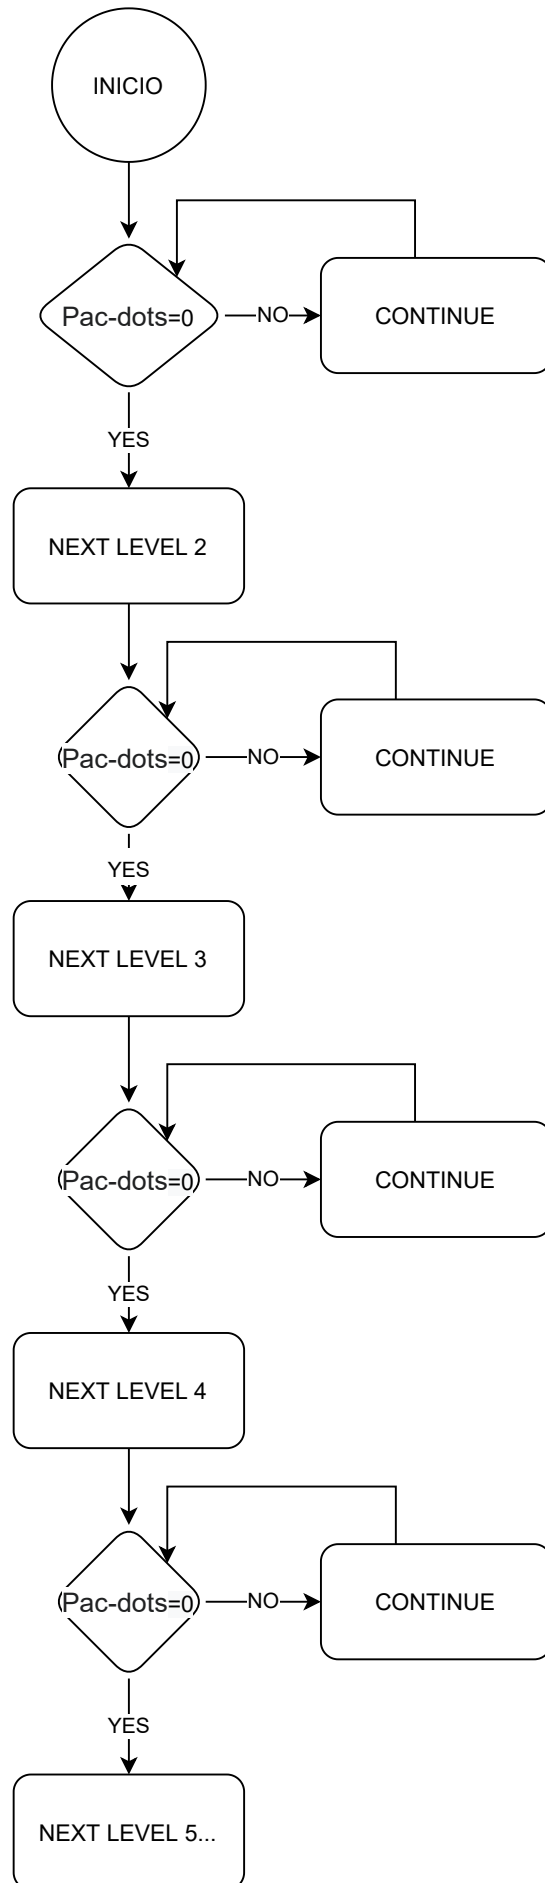 INICIO
Pac-dots=0
NO
CONTINUE
YES
NEXT LEVEL 2
Pac-dots=0
NO
CONTINUE
YES
NEXT LEVEL 3
Pac-dots=0
NO
CONTINUE
YES
NEXT LEVEL 4
Pac-dots=0
NO
CONTINUE
YES
NEXT LEVEL 5...